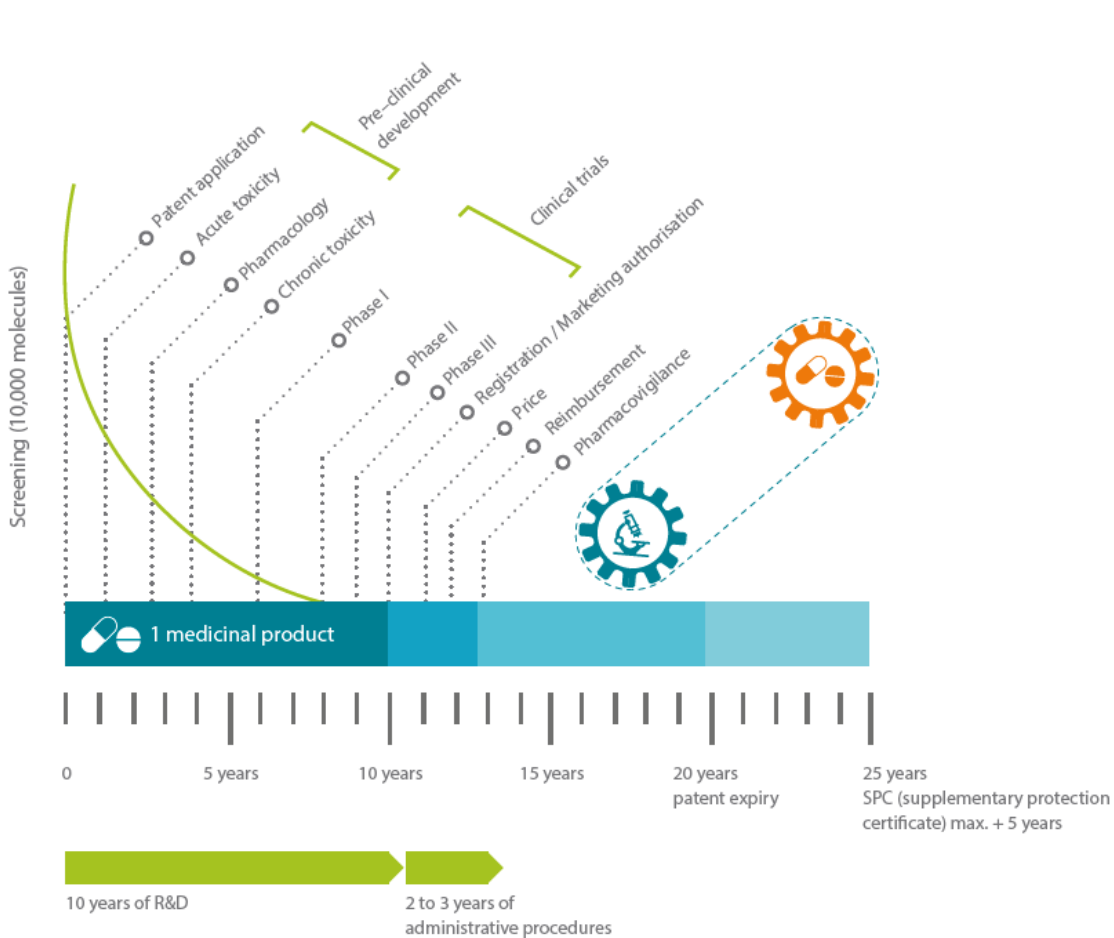 Pre–clinical
development
Patent application
Acute toxicity
Pharmacology
Chronic toxicity
Clinical trials
Phase I
Phase II
Phase III
Registration / Marketing authorisation
Price
Reimbursement
Pharmacovigilance
Screening (10,000 molecules)
1 medicinal product
0
5 years
10 years
15 years
20 years
patent expiry
25 years
SPC (supplementary protection
certificate) max. + 5 years
10 years of R&D
2 to 3 years of
administrative procedures